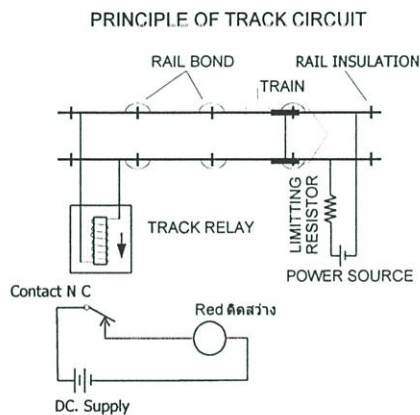 PRINCIPLE OF TRACK CIRCUIT
RAIL BOND
RAIL INSULATION
TRAIN
TRACK RELAY
LIMITTING
RESISTOR
POWER SOURCE
Contact N C
Red ติดสว่าง
DC. Supply